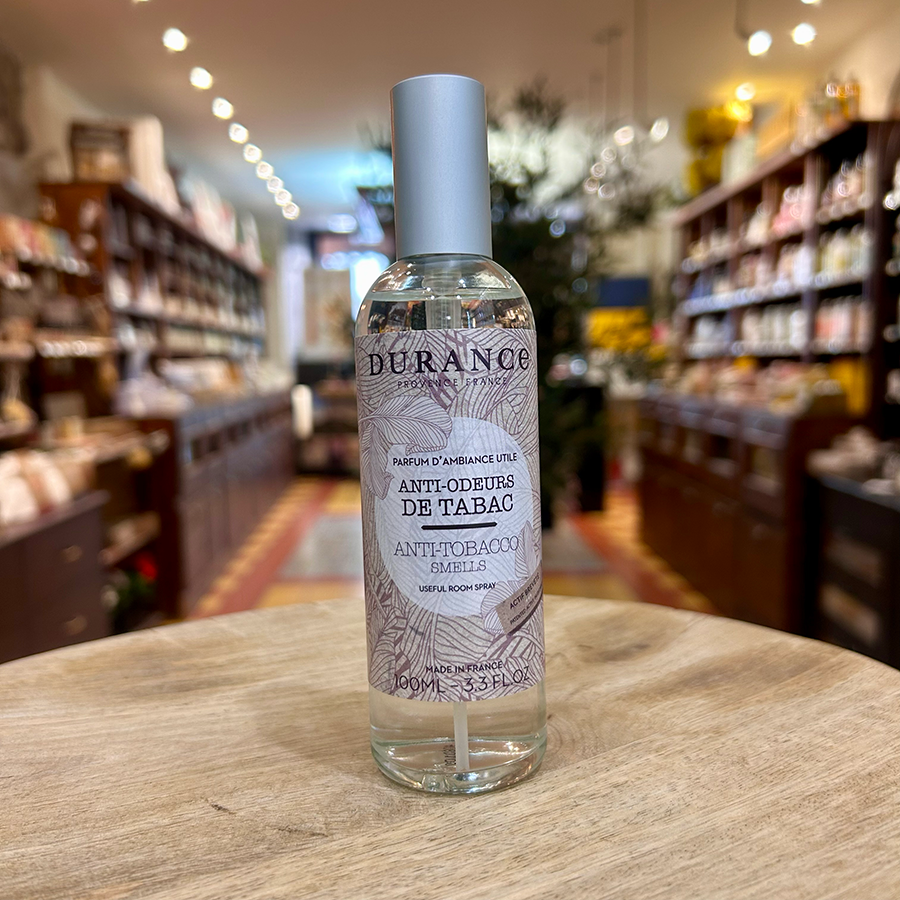 DURANCE
PROVENCE FRANCE
PARFUM D'AMBIANCE UTILE
ANTI-ODEURS
DE TABAC
ANTI-TOBACCO
SMELLS
USEFUL ROOM SPRAY
ACTIF
MADE IN FRANCE
100ML - 3.3 FL.OZ